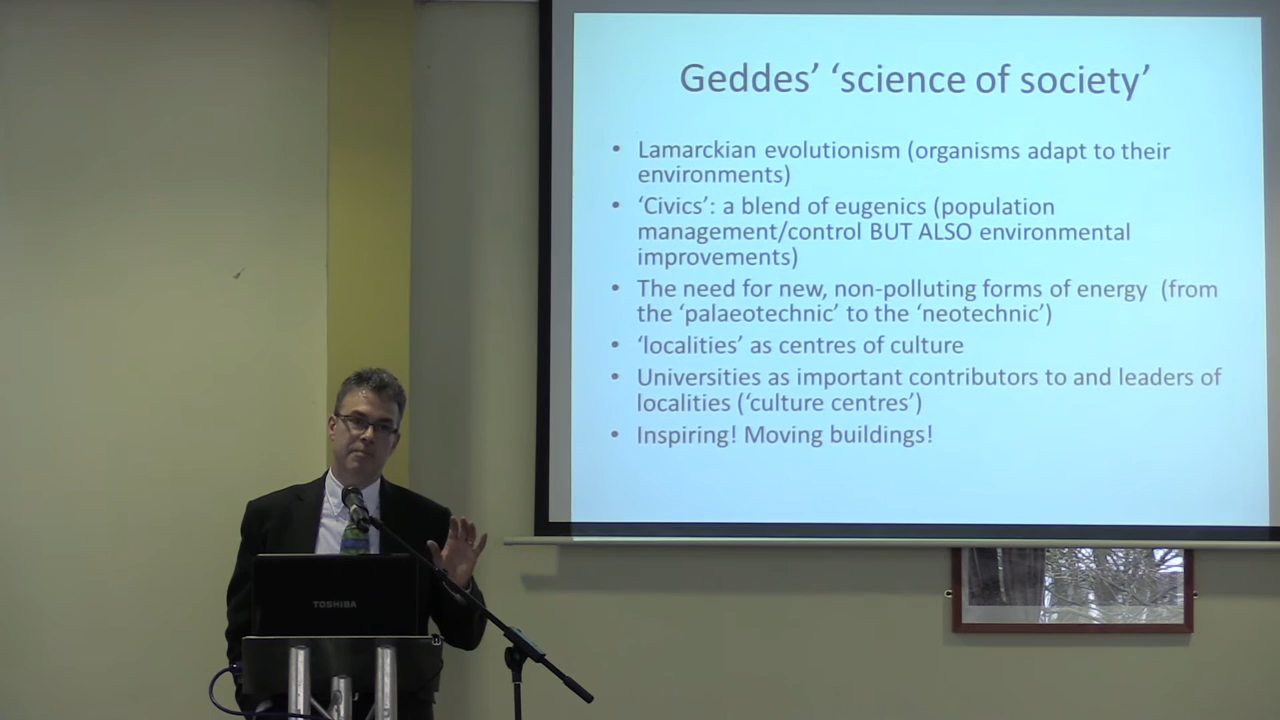 Geddes’ ‘science of society’
• Lamarckian evolutionism (organisms adapt to their
environments)
• ‘Civics’: a blend of eugenics (population
management/control BUT ALSO environmental
improvements)
• The need for new, non-polluting forms of energy (from
the ‘palaeotechnic’ to the ‘neotechnic’)
• ‘localities’ as centres of culture
• Universities as important contributors to and leaders of
localities (‘culture centres’)
• Inspiring! Moving buildings!
TOSHIBA